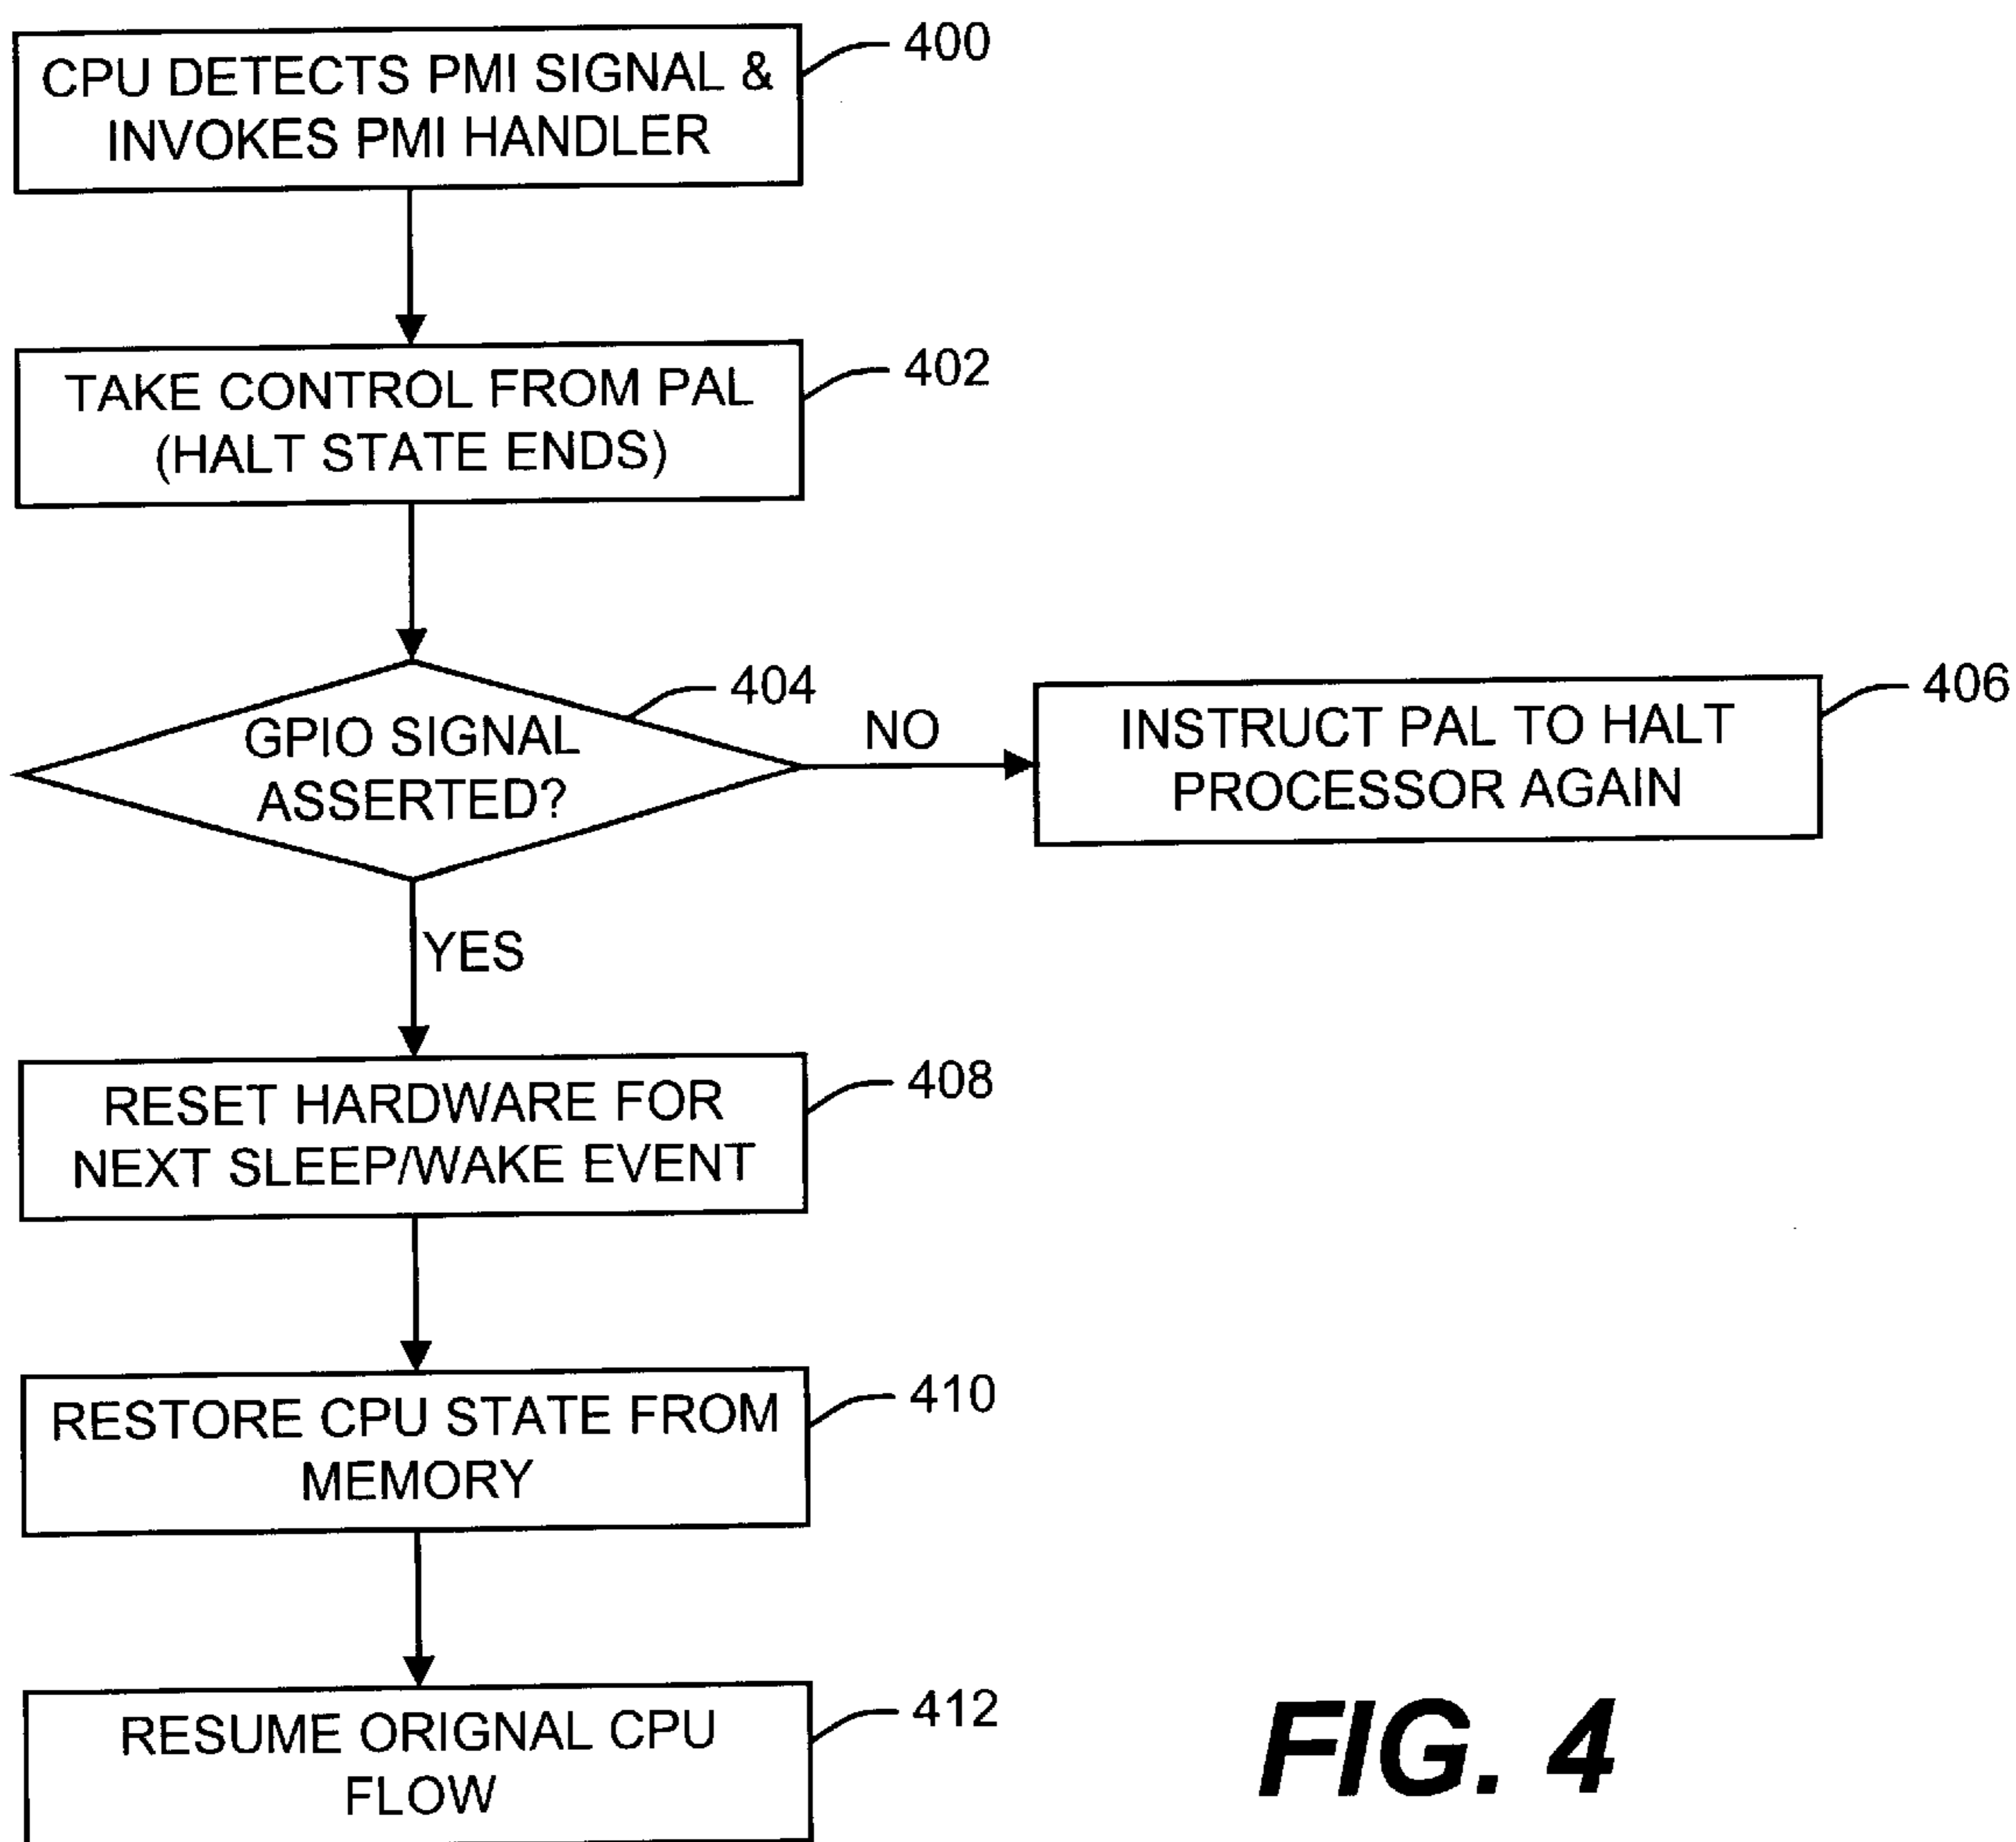 CPU DETECTS PMI SIGNAL &
INVOKES PMI HANDLER
400
TAKE CONTROL FROM PAL
(HALT STATE ENDS)
402
GPIO SIGNAL
ASSERTED?
404
NO
INSTRUCT PAL TO HALT
PROCESSOR AGAIN
406
YES
RESET HARDWARE FOR
NEXT SLEEP/WAKE EVENT
408
RESTORE CPU STATE FROM
MEMORY
410
RESUME ORIGNAL CPU
FLOW
412
FIG. 4